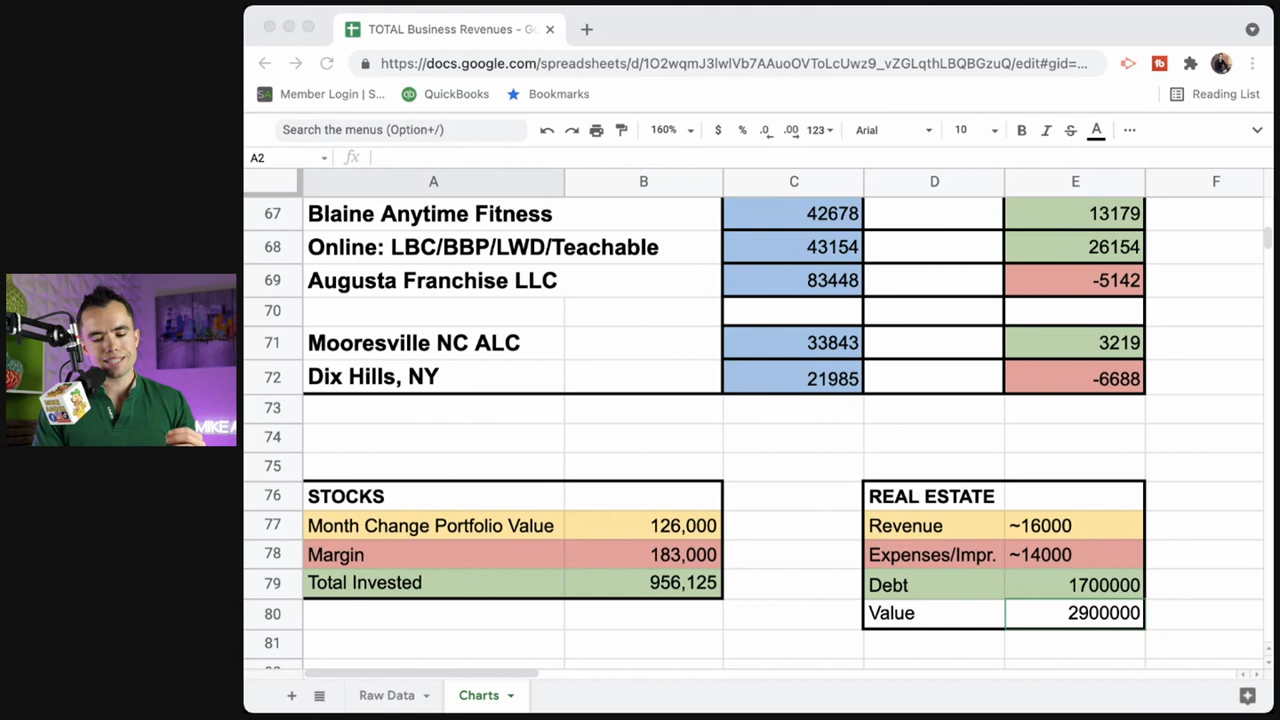 TOTAL Business Revenues - Go
https://docs.google.com/spreadsheets/d/1O2wqmJ3lwlVb7AAuoOVToLcUwz9_vZGLqthLBQBGzuQ/edit#gid=...
Member Login | S... QuickBooks Bookmarks Reading List
Search the menus (Option+/) 160% $ % .0 .00 123 Arial 10 B I S A
A2 fx
A B C D E F
67 Blaine Anytime Fitness 42678 13179
68 Online: LBC/BBP/LWD/Teachable 43154 26154
69 Augusta Franchise LLC 83448 -5142
70
71 Mooresville NC ALC 33843 3219
72 Dix Hills, NY 21985 -6688
73
74
75
76 STOCKS REAL ESTATE
77 Month Change Portfolio Value 126,000 Revenue ~16000
78 Margin 183,000 Expenses/Impr. ~14000
79 Total Invested 956,125 Debt 1700000
80 Value 2900000
81
Raw Data Charts
MIKE A